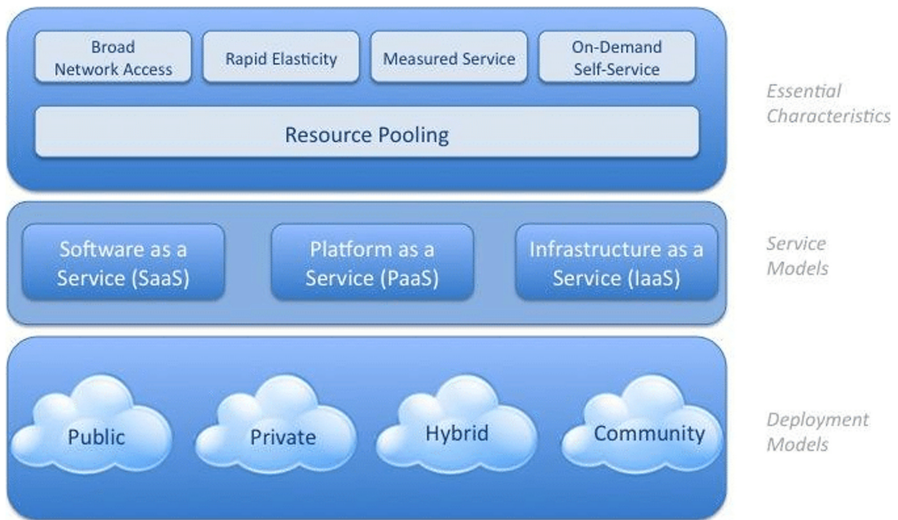 Broad
Network Access
Rapid Elasticity
Measured Service
On-Demand
Self-Service
Resource Pooling
Essential
Characteristics
Software as a
Service (SaaS)
Platform as a
Service (PaaS)
Infrastructure as a
Service (IaaS)
Service
Models
Public
Private
Hybrid
Community
Deployment
Models